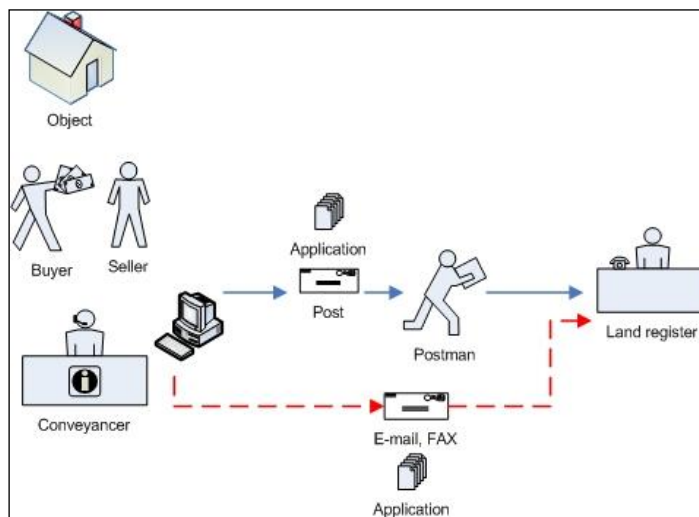 Object
Buyer
Seller
Application
Post
Postman
Land register
Conveyancer
E-mail, FAX
Application